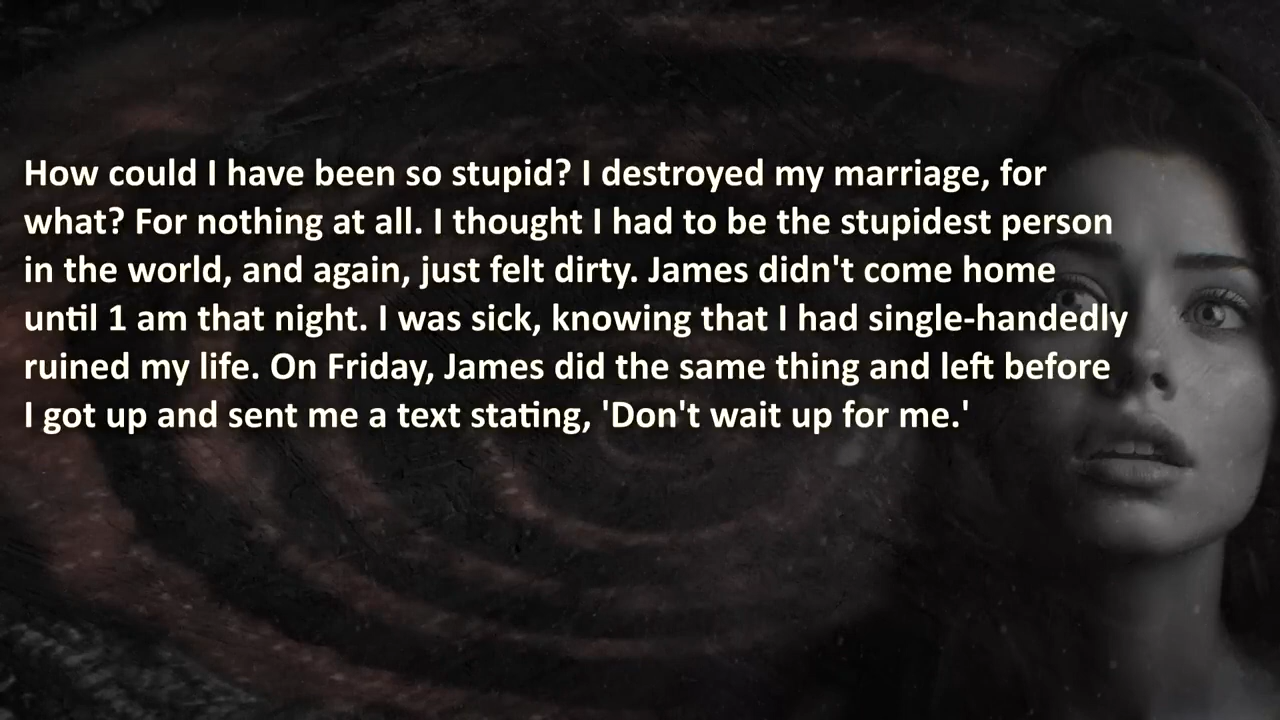 How could I have been so stupid? I destroyed my marriage, for
what? For nothing at all. I thought I had to be the stupidest person
in the world, and again, just felt dirty. James didn't come home
until 1 am that night. I was sick, knowing that I had single-handedly
ruined my life. On Friday, James did the same thing and left before
I got up and sent me a text stating, 'Don't wait up for me.'